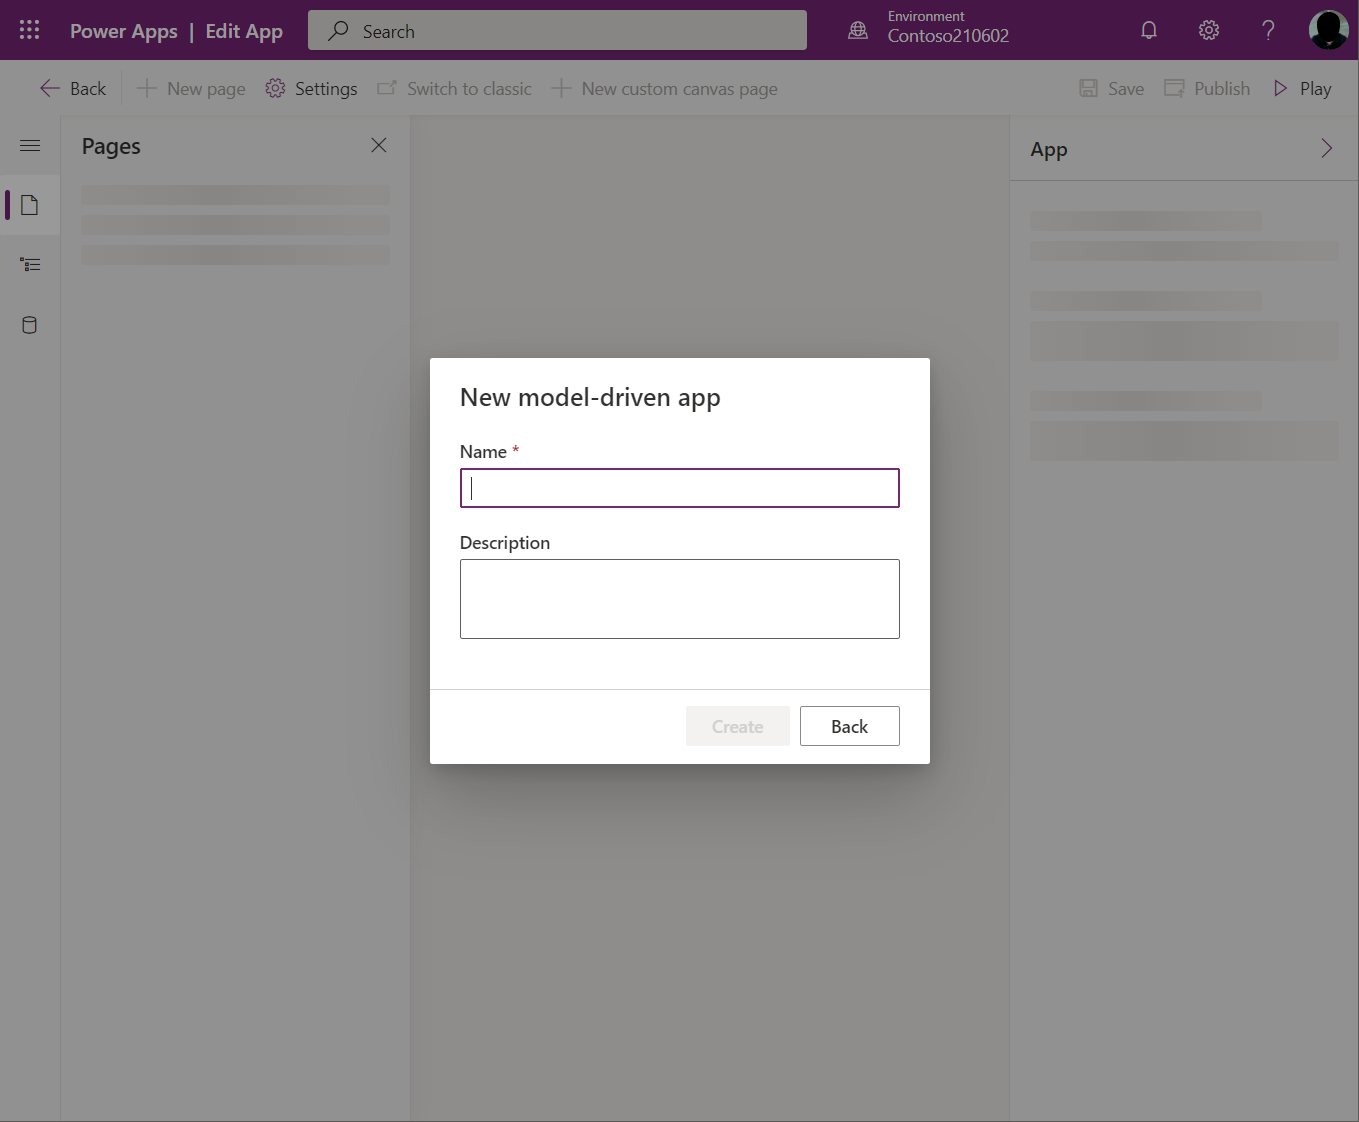 Power Apps | Edit App
Search
Environment
Contoso210602
Back
New page
Settings
Switch to classic
New custom canvas page
Save
Publish
Play
Pages
App
New model-driven app
Name *
Description
Create
Back